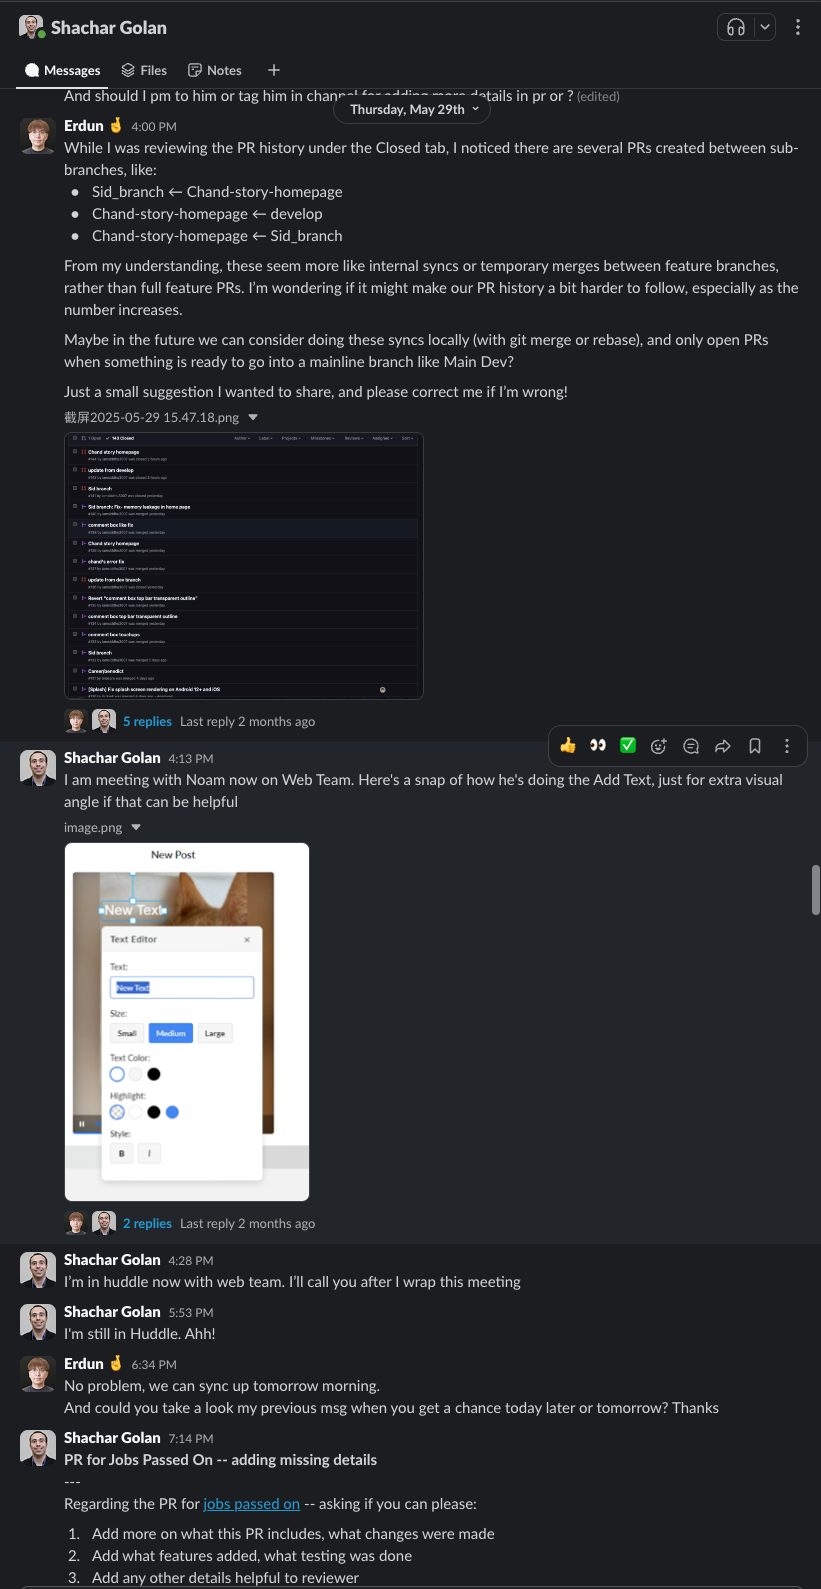 Shachar Golan
Messages
Files
Notes
And should I pm to him or tag him in channel for adding more details in pr or ? (edited)
Thursday, May 29th
Erdun 🤞 4:00 PM
While I was reviewing the PR history under the Closed tab, I noticed there are several PRs created between sub-
branches, like:
● Sid_branch ← Chand-story-homepage
● Chand-story-homepage ← develop
● Chand-story-homepage ← Sid_branch
From my understanding, these seem more like internal syncs or temporary merges between feature branches,
rather than full feature PRs. I'm wondering if it might make our PR history a bit harder to follow, especially as the
number increases.
Maybe in the future we can consider doing these syncs locally (with git merge or rebase), and only open PRs
when something is ready to go into a mainline branch like Main Dev?
Just a small suggestion I wanted to share, and please correct me if I'm wrong!
截屏2025-05-29 15.47.18.png
1 Open ✓ 143 Closed
Author Label Projects Milestones Reviews Assignee Sort
Chand story homepage
update from develop
Sid branch
Sid branch: Fix- memory leakage in home page
comment box like fix
Chand story homepage
chand's error fix
update from dev branch
Revert "comment box top bar transparent outline"
comment box top bar transparent outline
comment box touchups
Sid branch
Career/benedict
[Splash] Fix splash screen rendering on Android 12+ and iOS
5 replies Last reply 2 months ago
Shachar Golan 4:13 PM
I am meeting with Noam now on Web Team. Here's a snap of how he's doing the Add Text, just for extra visual
angle if that can be helpful
image.png
New Post
New Text
Text Editor ×
Text:
New Text
Size:
Small Medium Large
Text Color:
Highlight:
Style:
B I
2 replies Last reply 2 months ago
Shachar Golan 4:28 PM
I'm in huddle now with web team. I'll call you after I wrap this meeting
Shachar Golan 5:53 PM
I'm still in Huddle. Ahh!
Erdun 🤞 6:34 PM
No problem, we can sync up tomorrow morning.
And could you take a look my previous msg when you get a chance today later or tomorrow? Thanks
Shachar Golan 7:14 PM
PR for Jobs Passed On -- adding missing details
---
Regarding the PR for jobs passed on -- asking if you can please:
1. Add more on what this PR includes, what changes were made
2. Add what features added, what testing was done
3. Add any other details helpful to reviewer